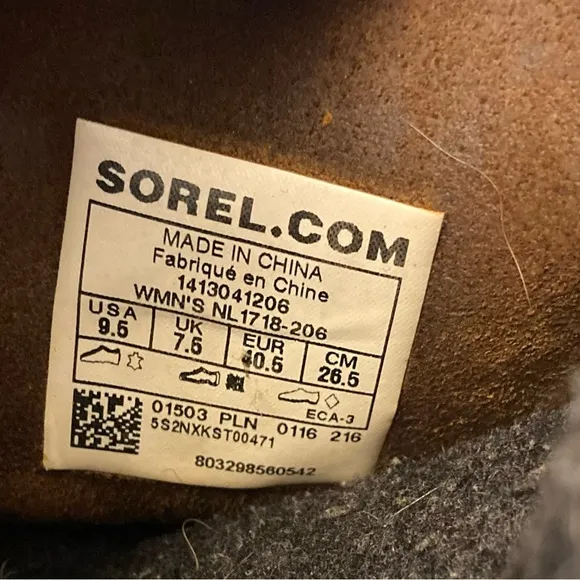 SOREL.COM
MADE IN CHINA
Fabriqué en Chine
1413041206
WMN'S NL1718-206
USA UK EUR CM
9.5 7.5 40.5 26.5
ECA-3
01503 PLN 0116 216
5S2NXKST00471
803298560542